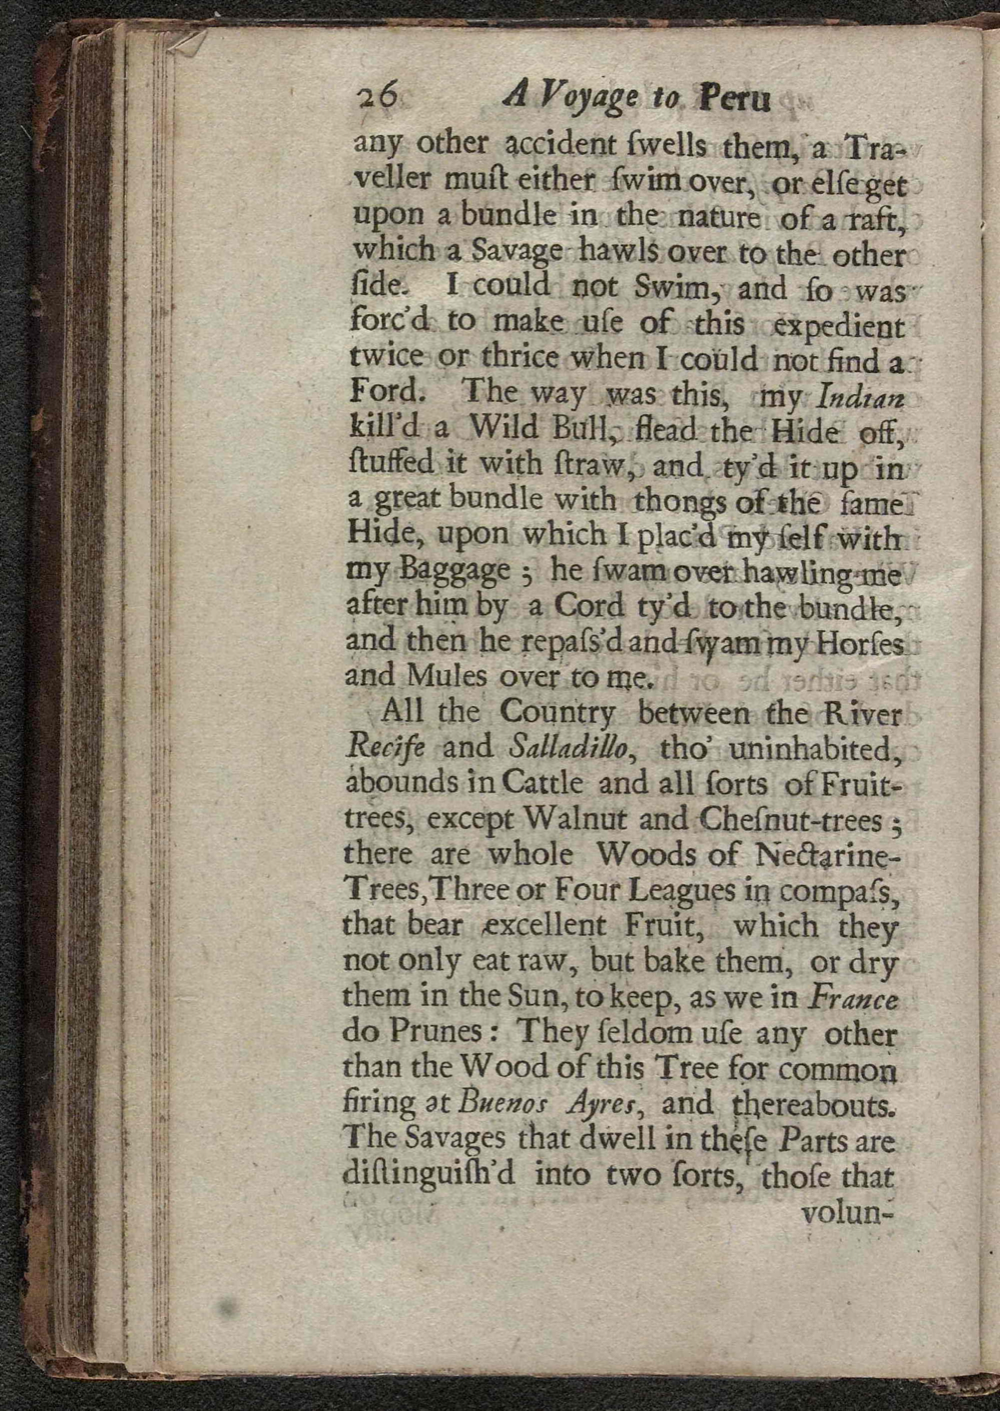 26 A Voyage to Peru
any other accident ſwells them, a Tra-
veller muſt either ſwim over, or elſe get
upon a bundle in the nature of a raft,
which a Savage hawls over to the other
ſide. I could not Swim, and ſo was
forc'd to make uſe of this expedient
twice or thrice when I could not find a
Ford. The way was this, my Indian
kill'd a Wild Bull, flead the Hide off,
ſtuffed it with ſtraw, and ty'd it up in
a great bundle with thongs of the ſame
Hide, upon which I plac'd my ſelf with
my Baggage ; he ſwam over hawling me
after him by a Cord ty'd to the bundle,
and then he repaſs'd and ſwam my Horſes
and Mules over to me.
All the Country between the River
Recife and Salladillo, tho' uninhabited,
abounds in Cattle and all ſorts of Fruit-
trees, except Walnut and Cheſnut-trees ;
there are whole Woods of Nectarine-
Trees, Three or Four Leagues in compaſs,
that bear excellent Fruit, which they
not only eat raw, but bake them, or dry
them in the Sun, to keep, as we in France
do Prunes : They ſeldom uſe any other
than the Wood of this Tree for common
firing at Buenos Ayres, and thereabouts.
The Savages that dwell in theſe Parts are
diſtinguiſh'd into two ſorts, thoſe that
volun-